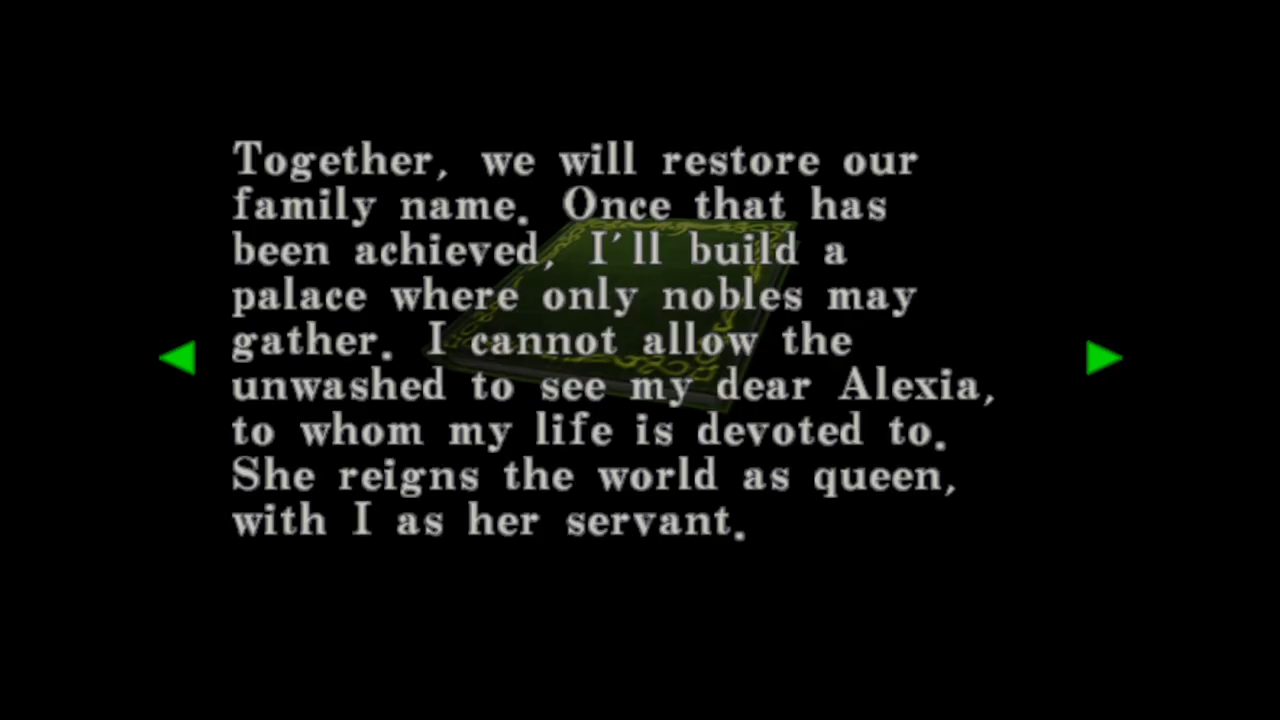 Together, we will restore our
family name. Once that has
been achieved, I'll build a
palace where only nobles may
gather. I cannot allow the
unwashed to see my dear Alexia,
to whom my life is devoted to.
She reigns the world as queen,
with I as her servant.